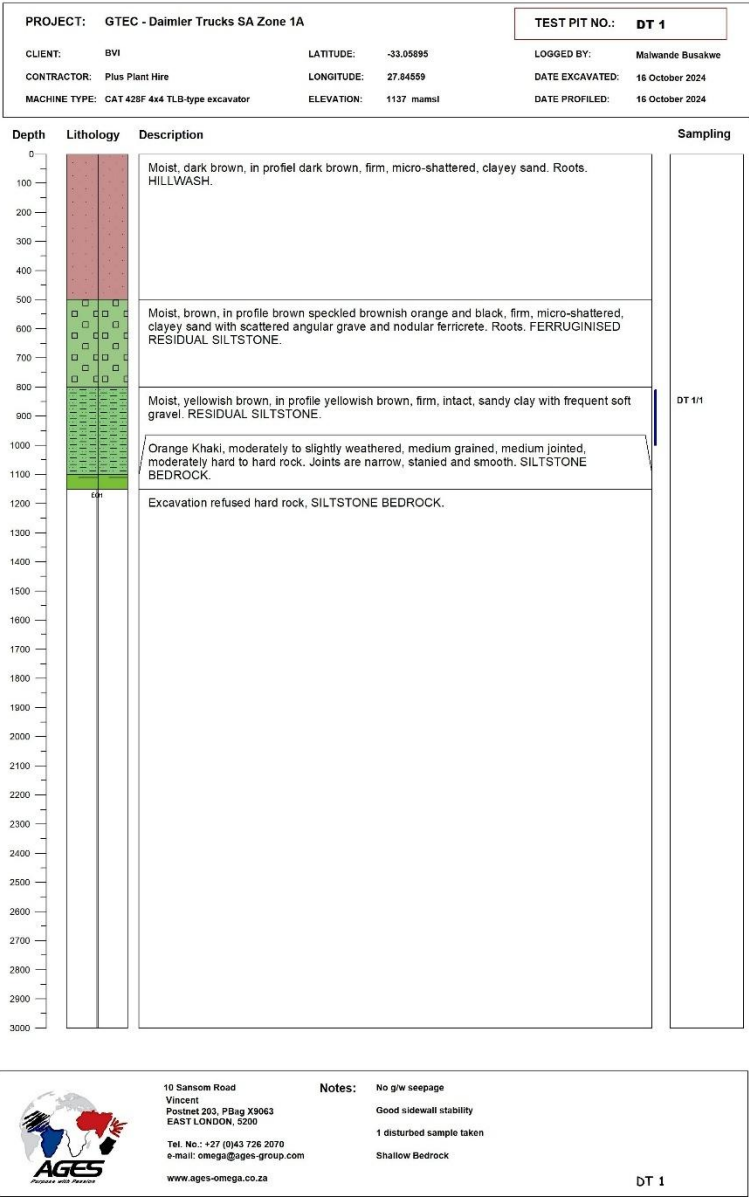 PROJECT: GTEC - Daimler Trucks SA Zone 1A
TEST PIT NO.: DT 1
CLIENT: BVI LATITUDE: -33.05895 LOGGED BY: Malwande Busakwe
CONTRACTOR: Plus Plant Hire LONGITUDE: 27.84559 DATE EXCAVATED: 16 October 2024
MACHINE TYPE: CAT 428F 4x4 TLB-type excavator ELEVATION: 1137 mamsl DATE PROFILED: 16 October 2024
Depth Lithology Description Sampling
0
Moist, dark brown, in profiel dark brown, firm, micro-shattered, clayey sand. Roots.
HILLWASH.
100
200
300
400
500
Moist, brown, in profile brown speckled brownish orange and black, firm, micro-shattered,
clayey sand with scattered angular grave and nodular ferricrete. Roots. FERRUGINISED
RESIDUAL SILTSTONE.
600
700
800
Moist, yellowish brown, in profile yellowish brown, firm, intact, sandy clay with frequent soft
gravel. RESIDUAL SILTSTONE.
DT 1/1
900
1000
Orange Khaki, moderately to slightly weathered, medium grained, medium jointed,
moderately hard to hard rock. Joints are narrow, stanied and smooth. SILTSTONE
BEDROCK.
1100
EOH
Excavation refused hard rock, SILTSTONE BEDROCK.
1200
1300
1400
1500
1600
1700
1800
1900
2000
2100
2200
2300
2400
2500
2600
2700
2800
2900
3000
AGES
Purpose with Passion
10 Sansom Road
Vincent
Postnet 203, PBag X9063
EAST LONDON, 5200
Tel. No.: +27 (0)43 726 2070
e-mail: omega@ages-group.com
www.ages-omega.co.za
Notes: No g/w seepage
Good sidewall stability
1 disturbed sample taken
Shallow Bedrock
DT 1